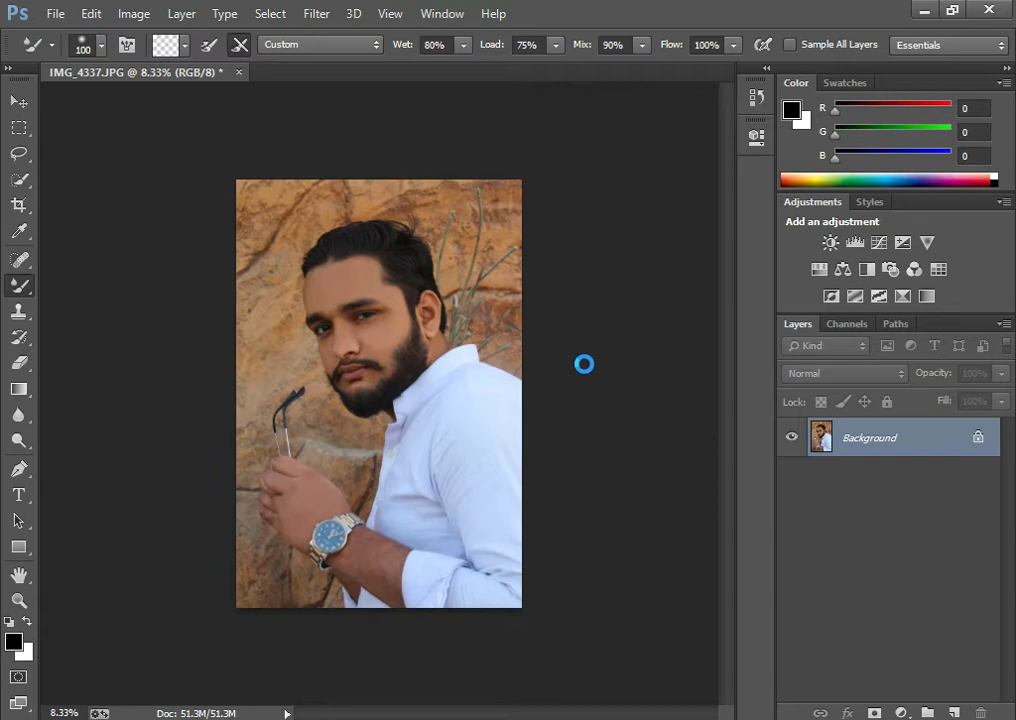 Ps File Edit Image Layer Type Select Filter 3D View Window Help
100 Custom Wet: 80% Load: 75% Mix: 90% Flow: 100% Sample All Layers Essentials
IMG_4337.JPG @ 8.33% (RGB/8) * ×
Color Swatches
R 0
G 0
B 0
Adjustments Styles
Add an adjustment
Layers Channels Paths
Kind
Normal Opacity: 100%
Lock: Fill: 100%
Background
8.33% Doc: 51.3M/51.3M